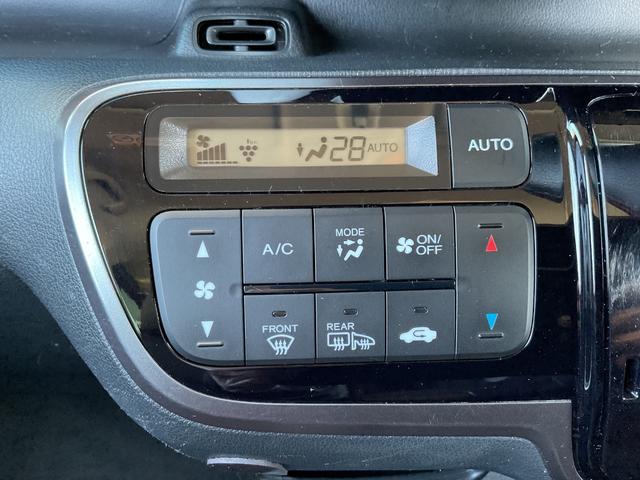 28 AUTO
AUTO
A/C
MODE
ON/
OFF
FRONT
REAR